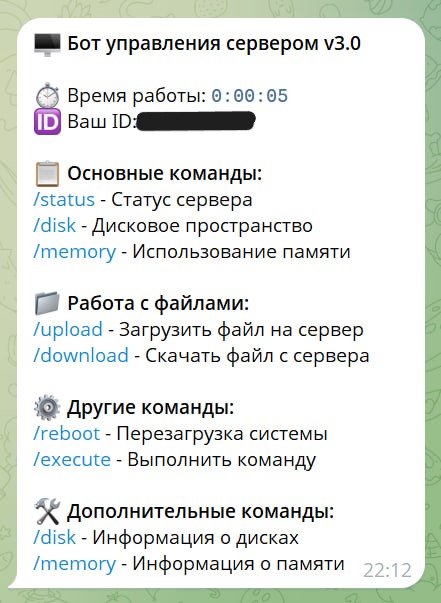 Бот управления сервером v3.0
Время работы: 0:00:05
ID Ваш ID:
Основные команды:
/status - Статус сервера
/disk - Дисковое пространство
/memory - Использование памяти
Работа с файлами:
/upload - Загрузить файл на сервер
/download - Скачать файл с сервера
Другие команды:
/reboot - Перезагрузка системы
/execute - Выполнить команду
Дополнительные команды:
/disk - Информация о дисках
/memory - Информация о памяти
22:12